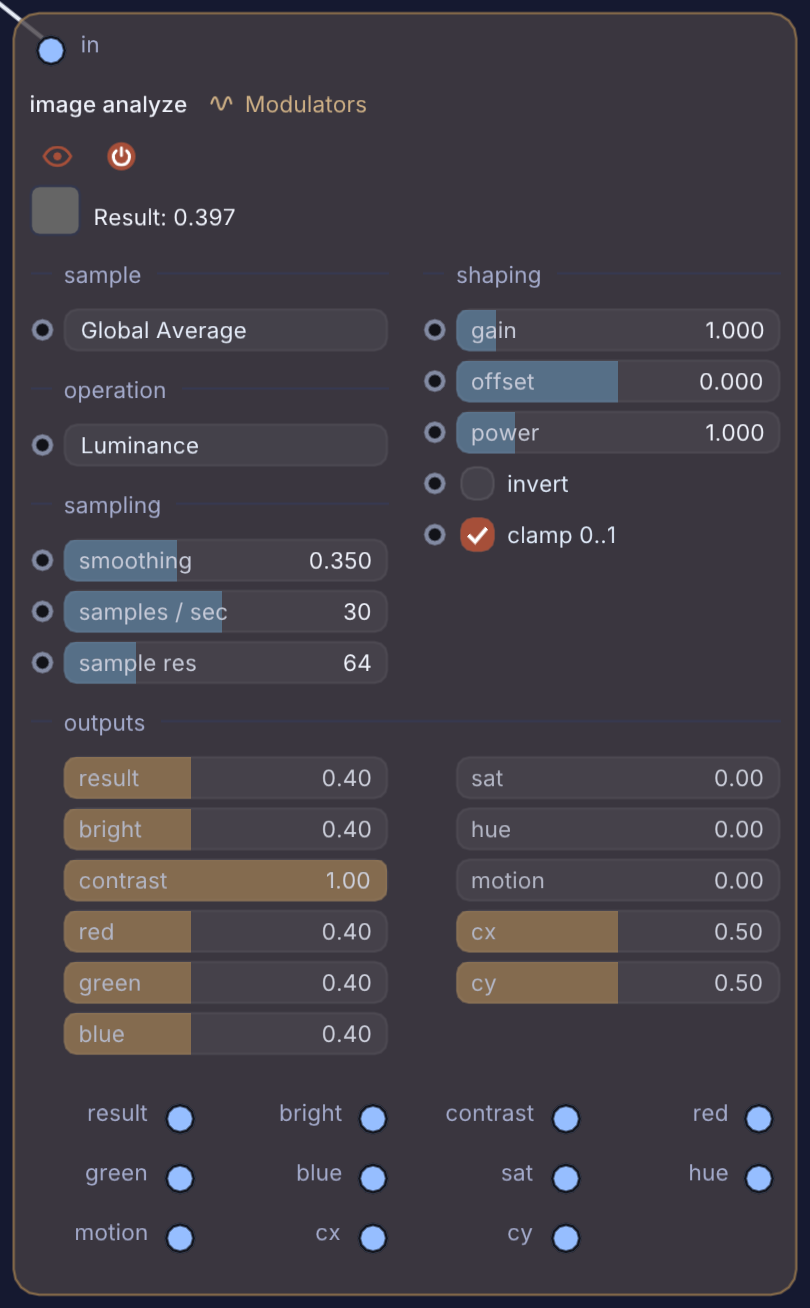 in
image analyze Modulators
Result: 0.397
sample
Global Average
operation
Luminance
sampling
smoothing 0.350
samples / sec 30
sample res 64
shaping
gain 1.000
offset 0.000
power 1.000
invert
clamp 0..1
outputs
result 0.40
bright 0.40
contrast 1.00
red 0.40
green 0.40
blue 0.40
sat 0.00
hue 0.00
motion 0.00
cx 0.50
cy 0.50
result bright contrast red
green blue sat hue
motion cx cy